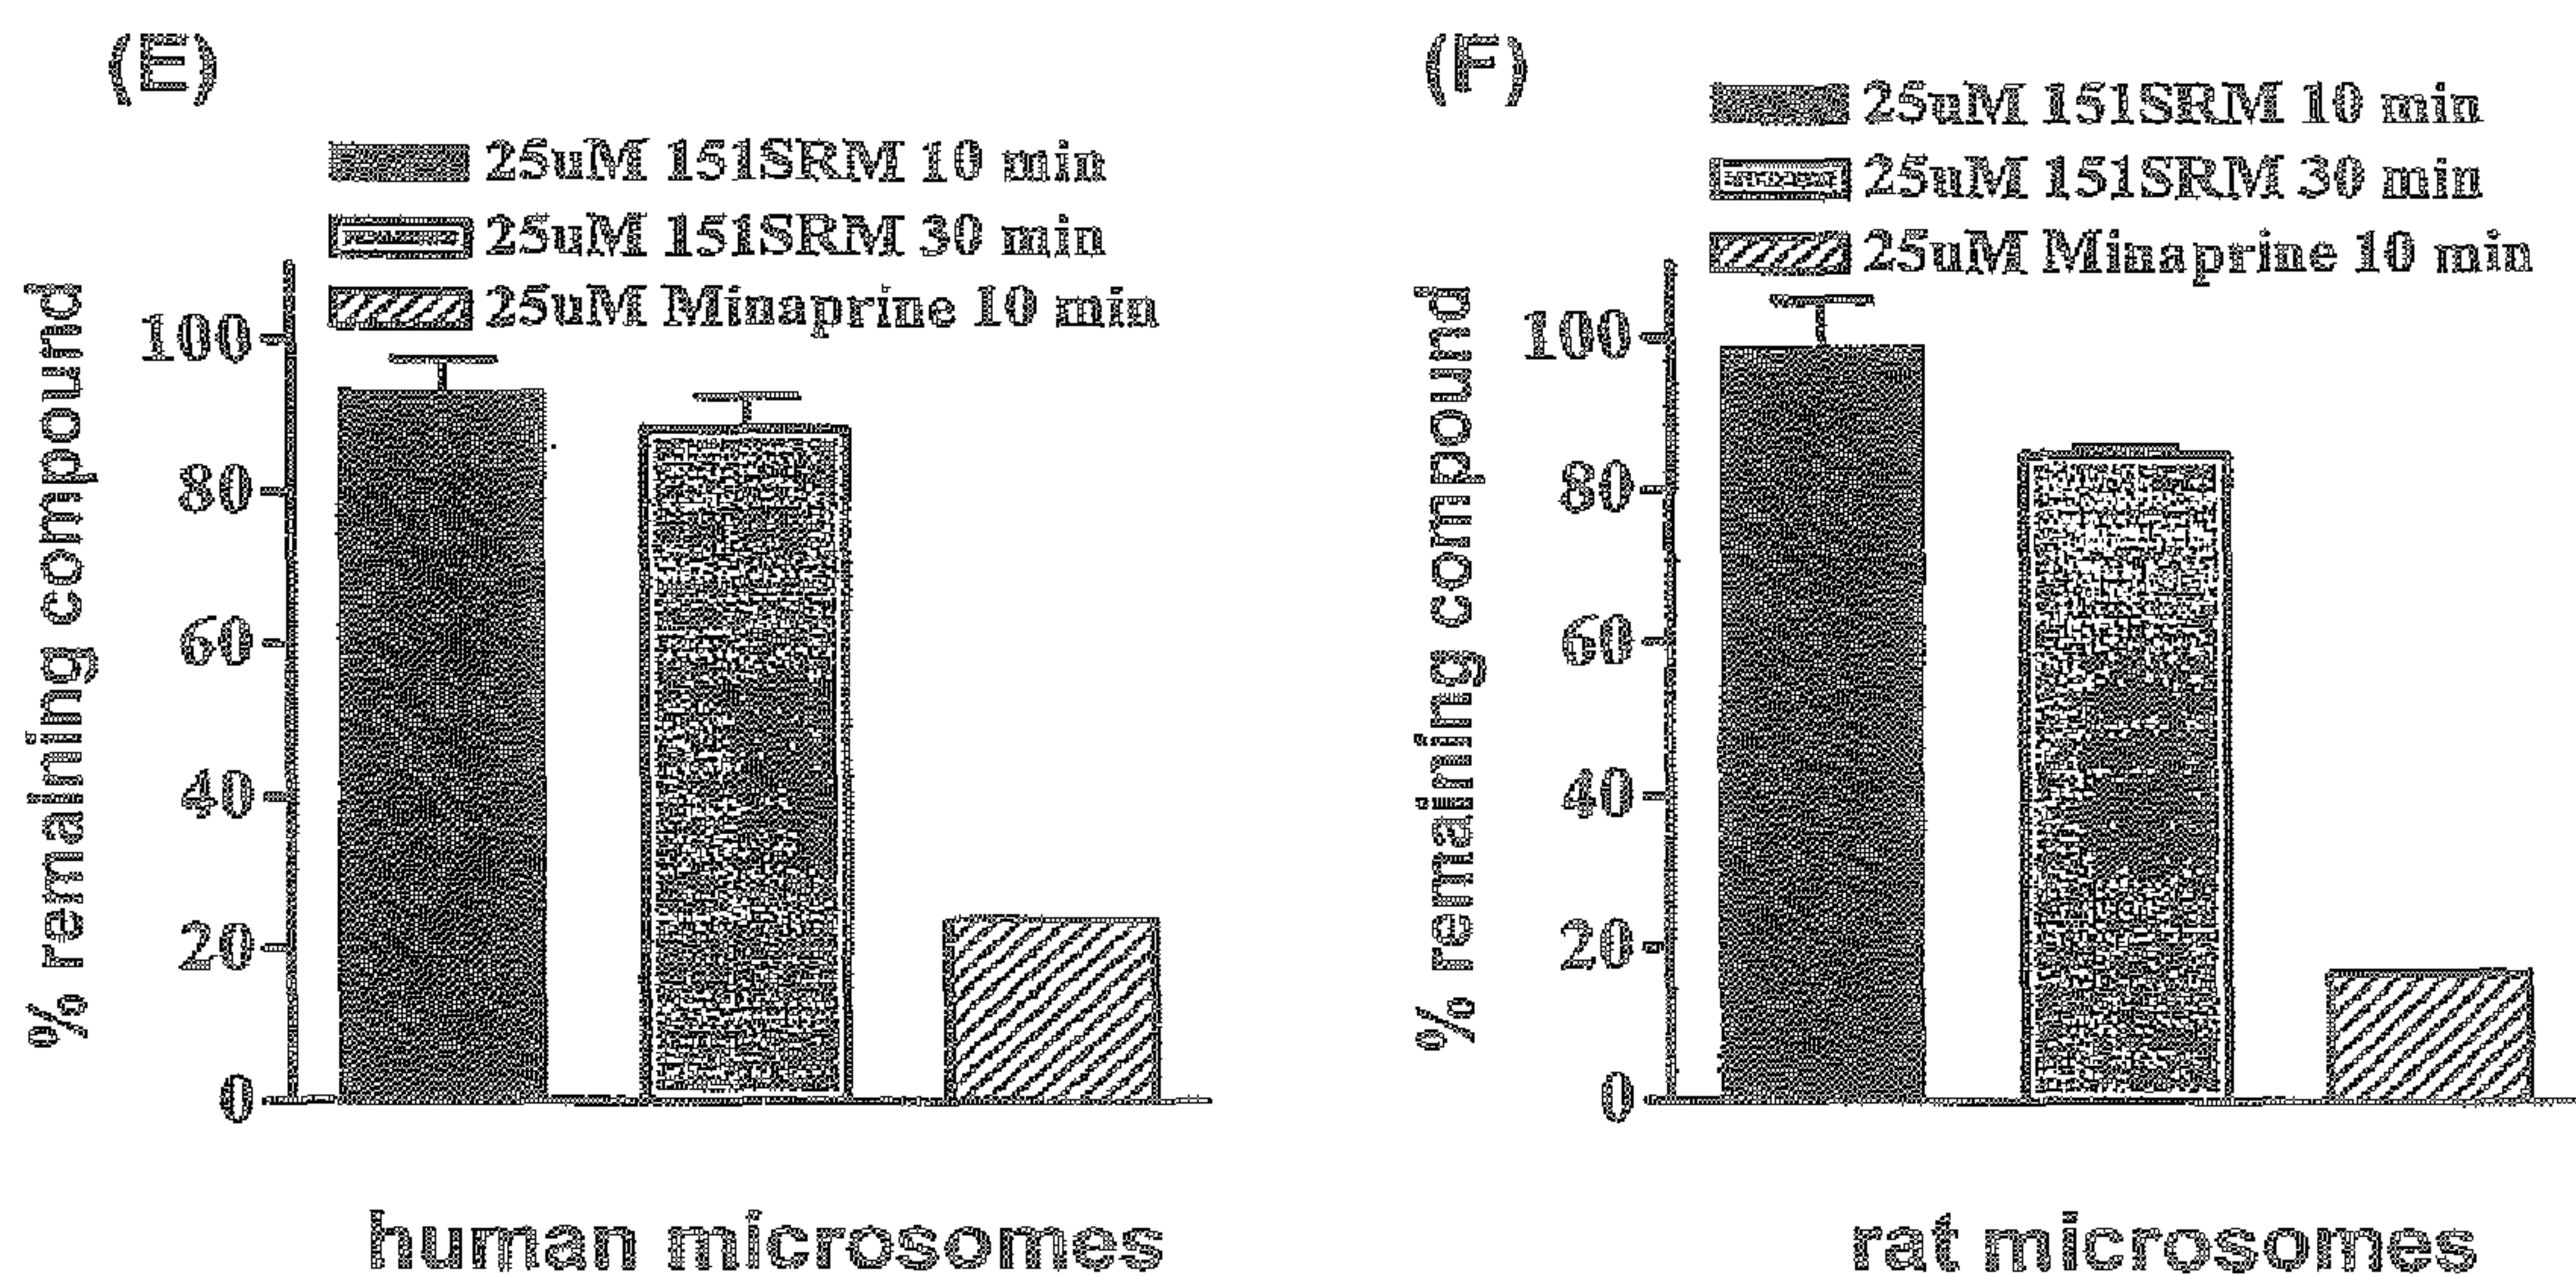 (E)
25uM 151SRM 10 min
25uM 151SRM 30 min
25uM Minaprine 10 min
% remaining compound
100
80
60
40
20
0
human microsomes
(F)
25uM 151SRM 10 min
25uM 151SRM 30 min
25uM Minaprine 10 min
% remaining compound
100
80
60
40
20
0
rat microsomes